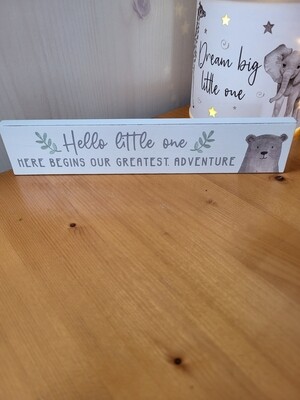 Dream big
little one
Hello little one
HERE BEGINS OUR GREATEST ADVENTURE